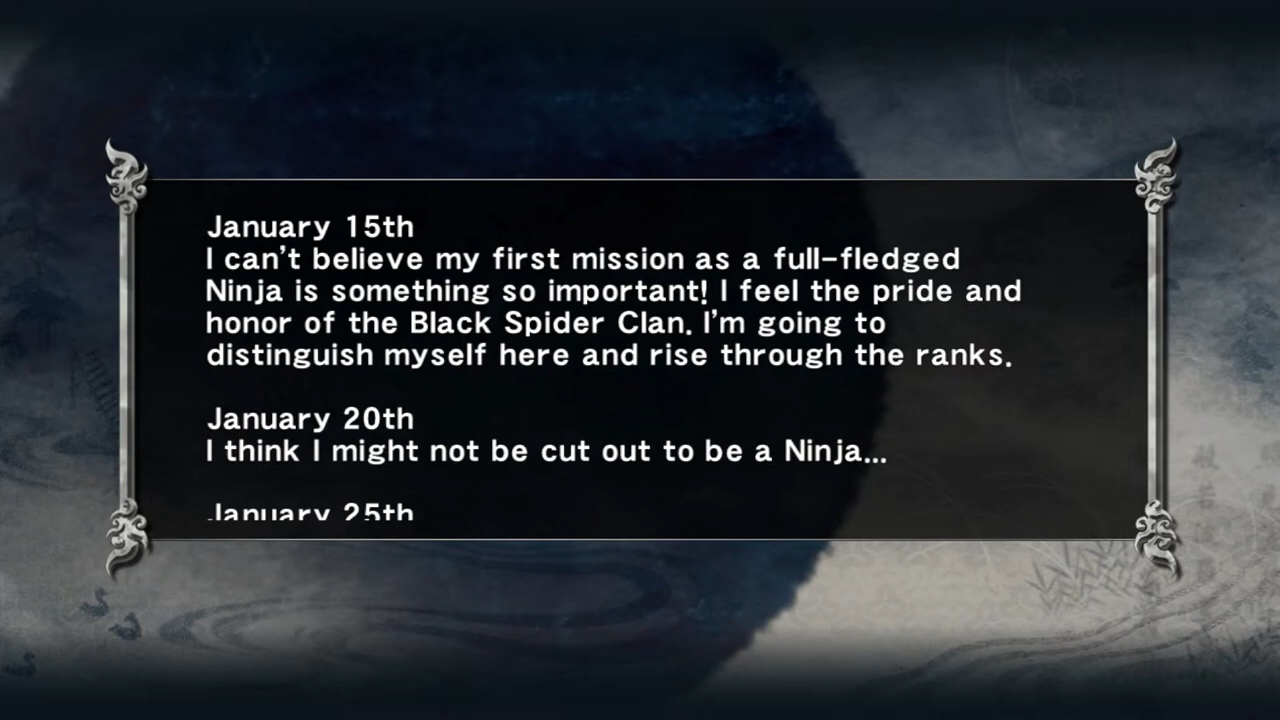 January 15th
I can't believe my first mission as a full-fledged
Ninja is something so important! I feel the pride and
honor of the Black Spider Clan. I'm going to
distinguish myself here and rise through the ranks.
January 20th
I think I might not be cut out to be a Ninja...
January 25th